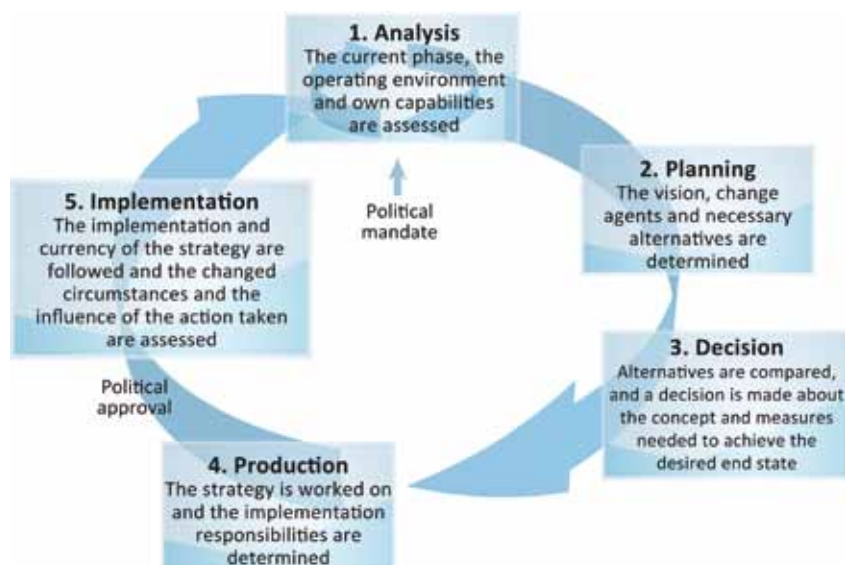 1. Analysis
The current phase, the
operating environment
and own capabilities
are assessed
Political
mandate
2. Planning
The vision, change
agents and necessary
alternatives are
determined
3. Decision
Alternatives are compared,
and a decision is made about
the concept and measures
needed to achieve the
desired end state
4. Production
The strategy is worked on
and the implementation
responsibilities are
determined
Political
approval
5. Implementation
The implementation and
currency of the strategy are
followed and the changed
circumstances and the
influence of the action taken
are assessed